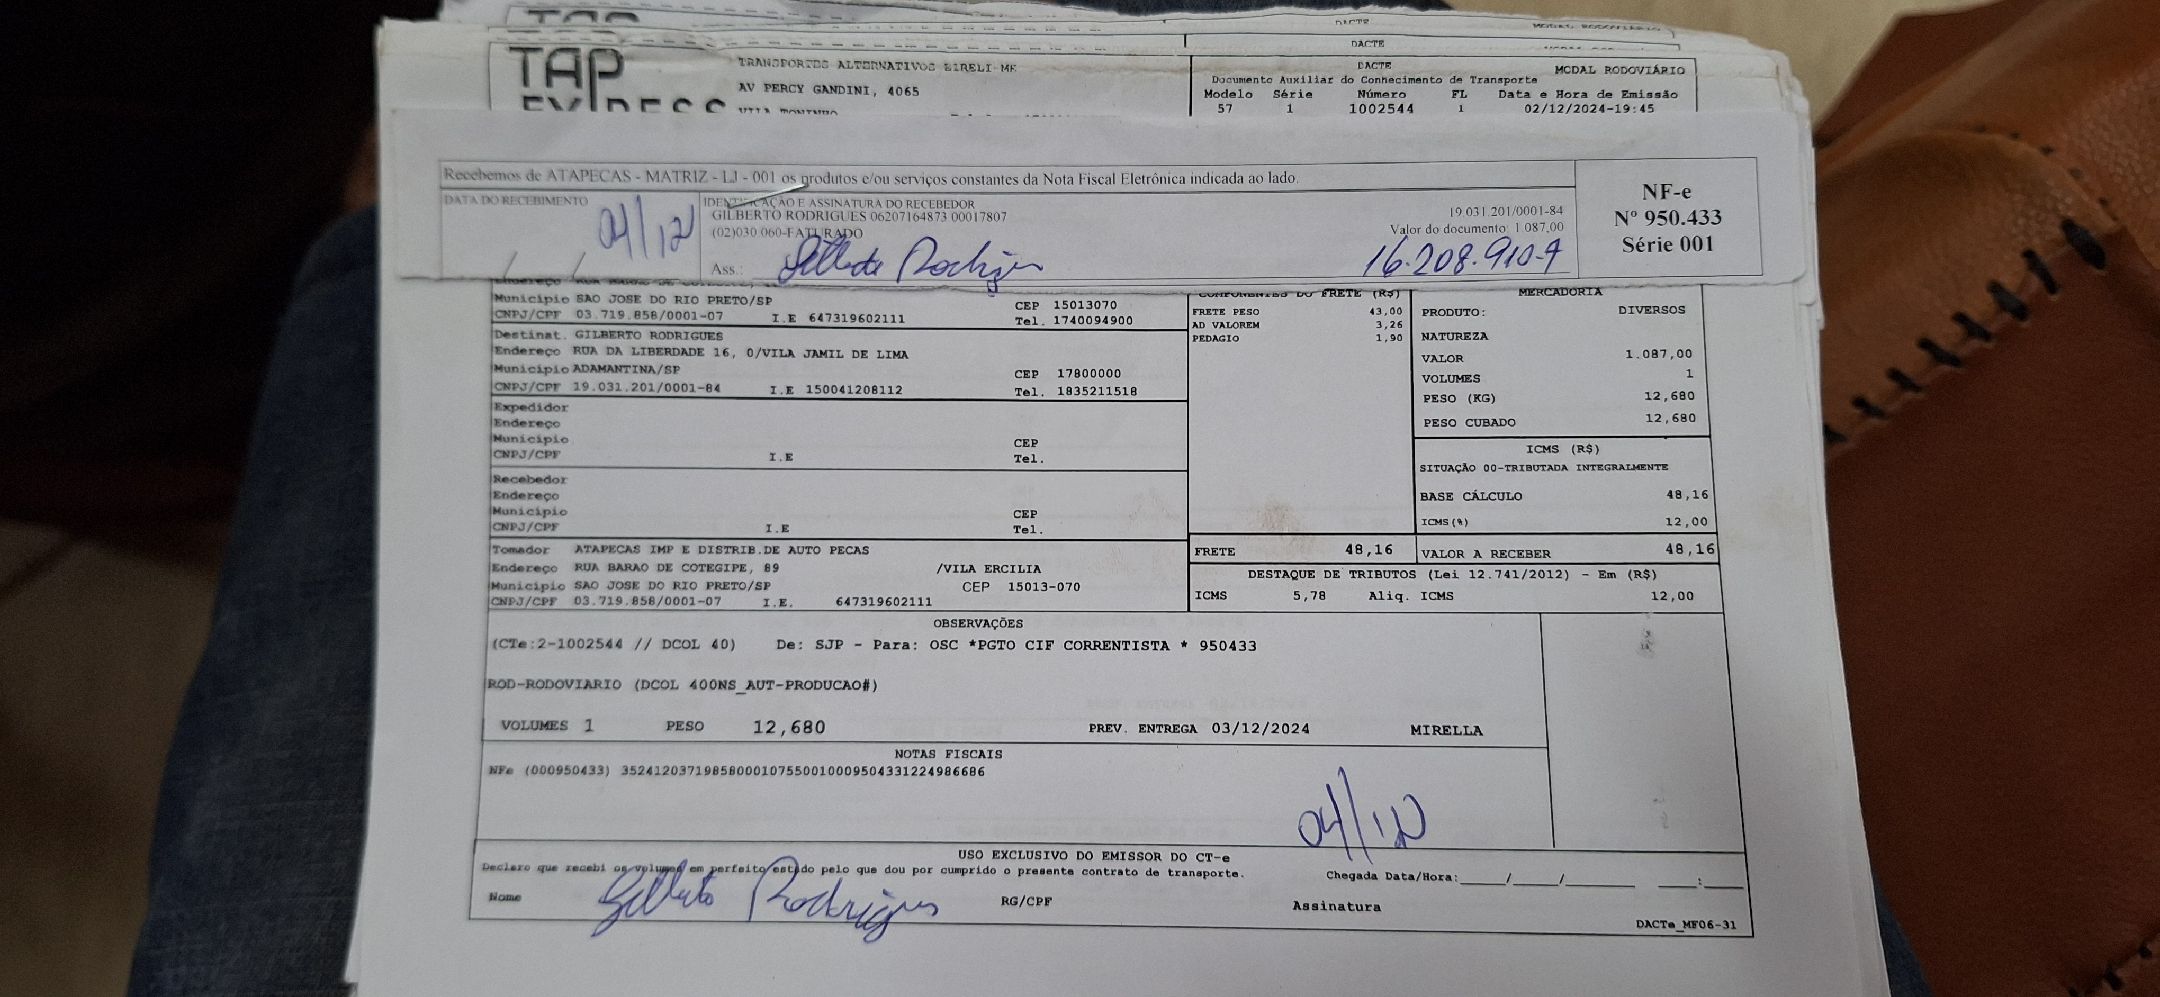 DACTE
DACTE
TAP
TRANSPORTES ALTERNATIVOS EIRELI-ME
AV PERCY GANDINI, 4065
DACTE
MODAL RODOVIÁRIO
Documento Auxiliar do Conhecimento de Transporte
Modelo Série Número FL Data e Hora de Emissão
57 1 1002544 1 02/12/2024-19:45
Recebemos de ATAPECAS - MATRIZ - LJ - 001 os produtos e/ou serviços constantes da Nota Fiscal Eletrônica indicada ao lado.
DATA DO RECEBIMENTO
04/12
IDENTIFICAÇÃO E ASSINATURA DO RECEBEDOR
GILBERTO RODRIGUES 06207164873 00017807
(02)030.060-FATURADO
Ass.: Gilberto Rodrigues
19.031.201/0001-84
Valor do documento: 1.087,00
16.208.910-7
NF-e
Nº 950.433
Série 001
Município SAO JOSE DO RIO PRETO/SP CEP 15013070
CNPJ/CPF 03.719.858/0001-07 I.E 647319602111 Tel. 1740094900
Destinat. GILBERTO RODRIGUES
Endereço RUA DA LIBERDADE 16, 0/VILA JAMIL DE LIMA
Município ADAMANTINA/SP CEP 17800000
CNPJ/CPF 19.031.201/0001-84 I.E 150041208112 Tel. 1835211518
Expedidor
Endereço
Município CEP
CNPJ/CPF I.E Tel.
Recebedor
Endereço
Município CEP
CNPJ/CPF I.E Tel.
Tomador ATAPECAS IMP E DISTRIB.DE AUTO PECAS
Endereço RUA BARAO DE COTEGIPE, 89 /VILA ERCILIA
Município SAO JOSE DO RIO PRETO/SP CEP 15013-070
CNPJ/CPF 03.719.858/0001-07 I.E. 647319602111
COMPONENTES DO FRETE (R$)
FRETE PESO 43,00
AD VALOREM 3,26
PEDAGIO 1,90
MERCADORIA
PRODUTO: DIVERSOS
NATUREZA
VALOR 1.087,00
VOLUMES 1
PESO (KG) 12,680
PESO CUBADO 12,680
ICMS (R$)
SITUAÇÃO 00-TRIBUTADA INTEGRALMENTE
BASE CÁLCULO 48,16
ICMS(%) 12,00
FRETE 48,16 VALOR A RECEBER 48,16
DESTAQUE DE TRIBUTOS (Lei 12.741/2012) - Em (R$)
ICMS 5,78 Aliq. ICMS 12,00
OBSERVAÇÕES
(CTe:2-1002544 // DCOL 40) De: SJP - Para: OSC *PGTO CIF CORRENTISTA * 950433
ROD-RODOVIARIO (DCOL 400NS_AUT-PRODUCAO#)
VOLUMES 1 PESO 12,680 PREV. ENTREGA 03/12/2024 MIRELLA
NOTAS FISCAIS
NFe (000950433) 35241203719858000107550010009504331224986686
04/12
USO EXCLUSIVO DO EMISSOR DO CT-e
Declaro que recebi os volumes em perfeito estado pelo que dou por cumprido o presente contrato de transporte. Chegada Data/Hora:____/____/______ ____:____
Nome Gilberto Rodrigues RG/CPF Assinatura
DACTe_MF06-31